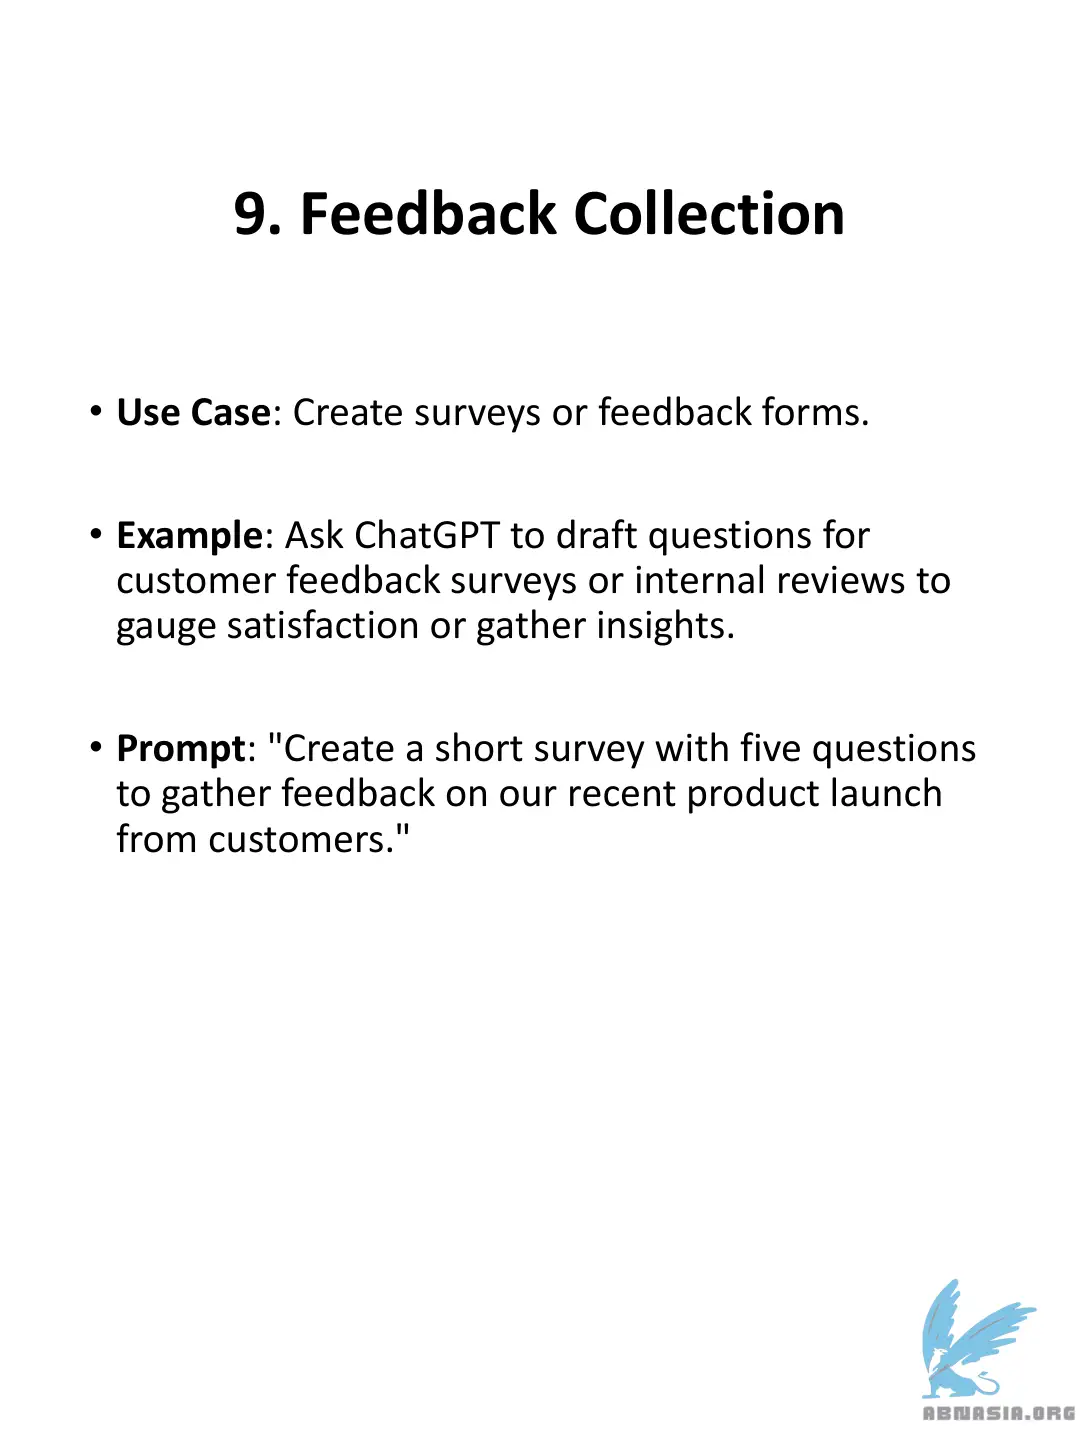 9. Feedback Collection
• Use Case: Create surveys or feedback forms.
• Example: Ask ChatGPT to draft questions for
customer feedback surveys or internal reviews to
gauge satisfaction or gather insights.
• Prompt: "Create a short survey with five questions
to gather feedback on our recent product launch
from customers."
ABNASIA.ORG